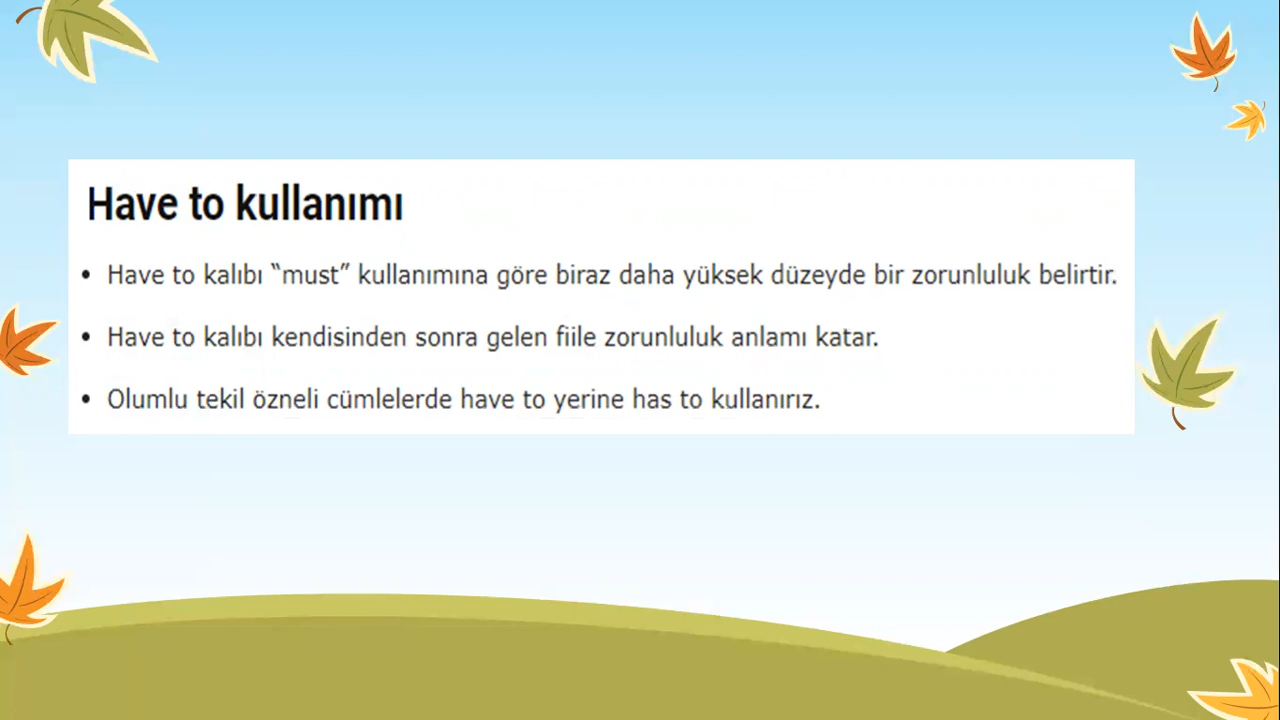 Have to kullanımı
• Have to kalıbı “must” kullanımına göre biraz daha yüksek düzeyde bir zorunluluk belirtir.
• Have to kalıbı kendisinden sonra gelen fiile zorunluluk anlamı katar.
• Olumlu tekil özneli cümlelerde have to yerine has to kullanırız.